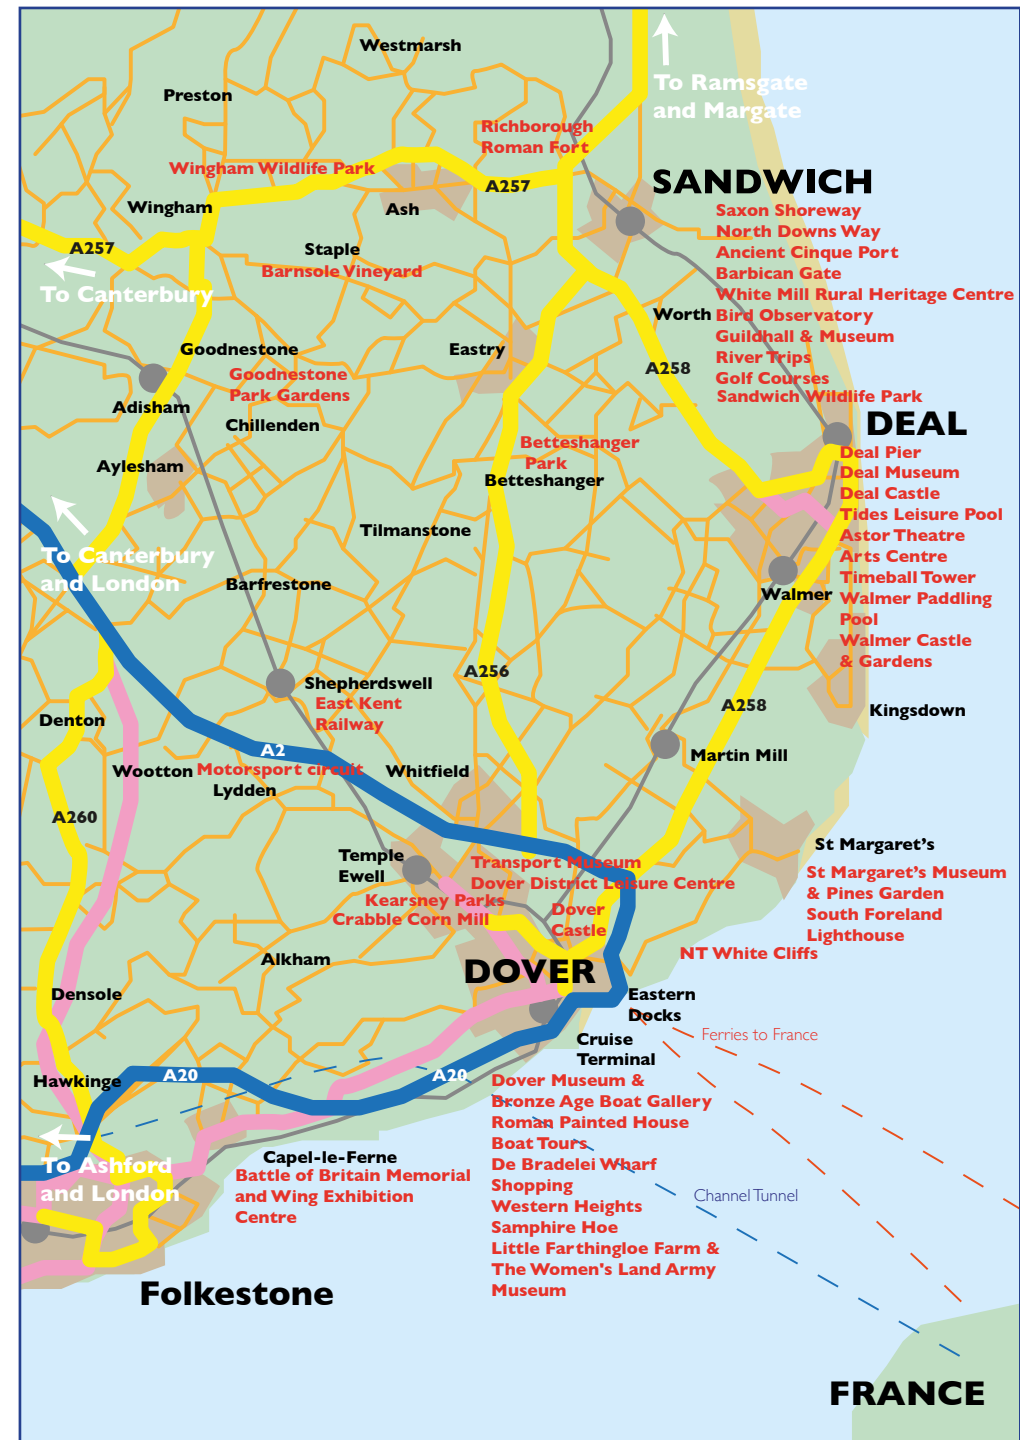 Westmarsh
To Ramsgate
and Margate
Preston
Richborough
Roman Fort
Wingham Wildlife Park
A257
SANDWICH
Wingham
Ash
Saxon Shoreway
North Downs Way
Ancient Cinque Port
Barbican Gate
White Mill Rural Heritage Centre
Bird Observatory
Guildhall & Museum
River Trips
Golf Courses
Sandwich Wildlife Park
A257
Staple
Barnsole Vineyard
To Canterbury
Worth
Goodnestone
Goodnestone
Park Gardens
Eastry
A258
Adisham
Chillenden
DEAL
Deal Pier
Deal Museum
Deal Castle
Tides Leisure Pool
Astor Theatre
Arts Centre
Timeball Tower
Walmer Paddling
Pool
Walmer Castle
& Gardens
Betteshanger
Park
Betteshanger
Aylesham
Tilmanstone
To Canterbury
and London
Barfrestone
Walmer
A256
Shepherdswell
East Kent
Railway
A258
Kingsdown
Denton
A2
Martin Mill
Wootton
Motorsport circuit
Lydden
Whitfield
A260
St Margaret's
St Margaret's Museum
& Pines Garden
South Foreland
Lighthouse
Temple
Ewell
Transport Museum
Dover District Leisure Centre
Kearsney Parks
Crabble Corn Mill
Dover
Castle
NT White Cliffs
Alkham
DOVER
Densole
Eastern
Docks
Ferries to France
Cruise
Terminal
Hawkinge
A20
A20
Dover Museum &
Bronze Age Boat Gallery
Roman Painted House
Boat Tours
De Bradelei Wharf
Shopping
Western Heights
Samphire Hoe
Little Farthingloe Farm &
The Women's Land Army
Museum
To Ashford
and London
Capel-le-Ferne
Battle of Britain Memorial
and Wing Exhibition
Centre
Channel Tunnel
Folkestone
FRANCE